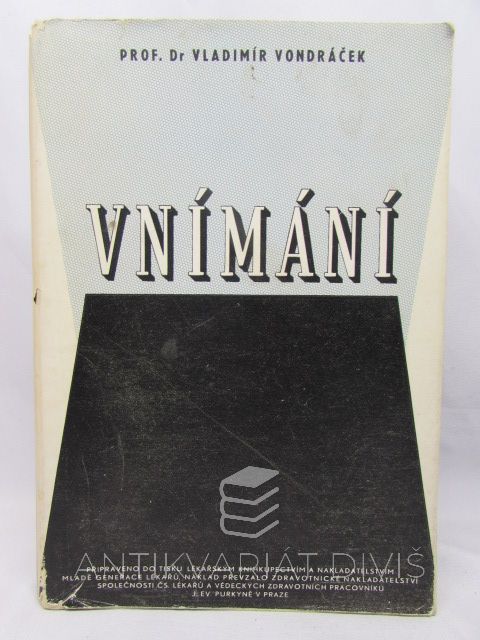 PROF. Dr VLADIMÍR VONDRÁČEK
VNÍMÁNÍ
ANTIKVARIÁT DIVIŠ
PŘIPRAVENO DO TISKU LÉKAŘSKÝM KNIHKUPECTVÍM A NAKLADATELSTVÍM
MLADÉ GENERACE LÉKAŘŮ, NÁKLAD PŘEVZALO ZDRAVOTNICKÉ NAKLADATELSTVÍ
SPOLEČNOSTI ČS. LÉKAŘŮ A VĚDECKÝCH ZDRAVOTNÍCH PRACOVNÍKŮ
J. EV. PURKYNĚ V PRAZE